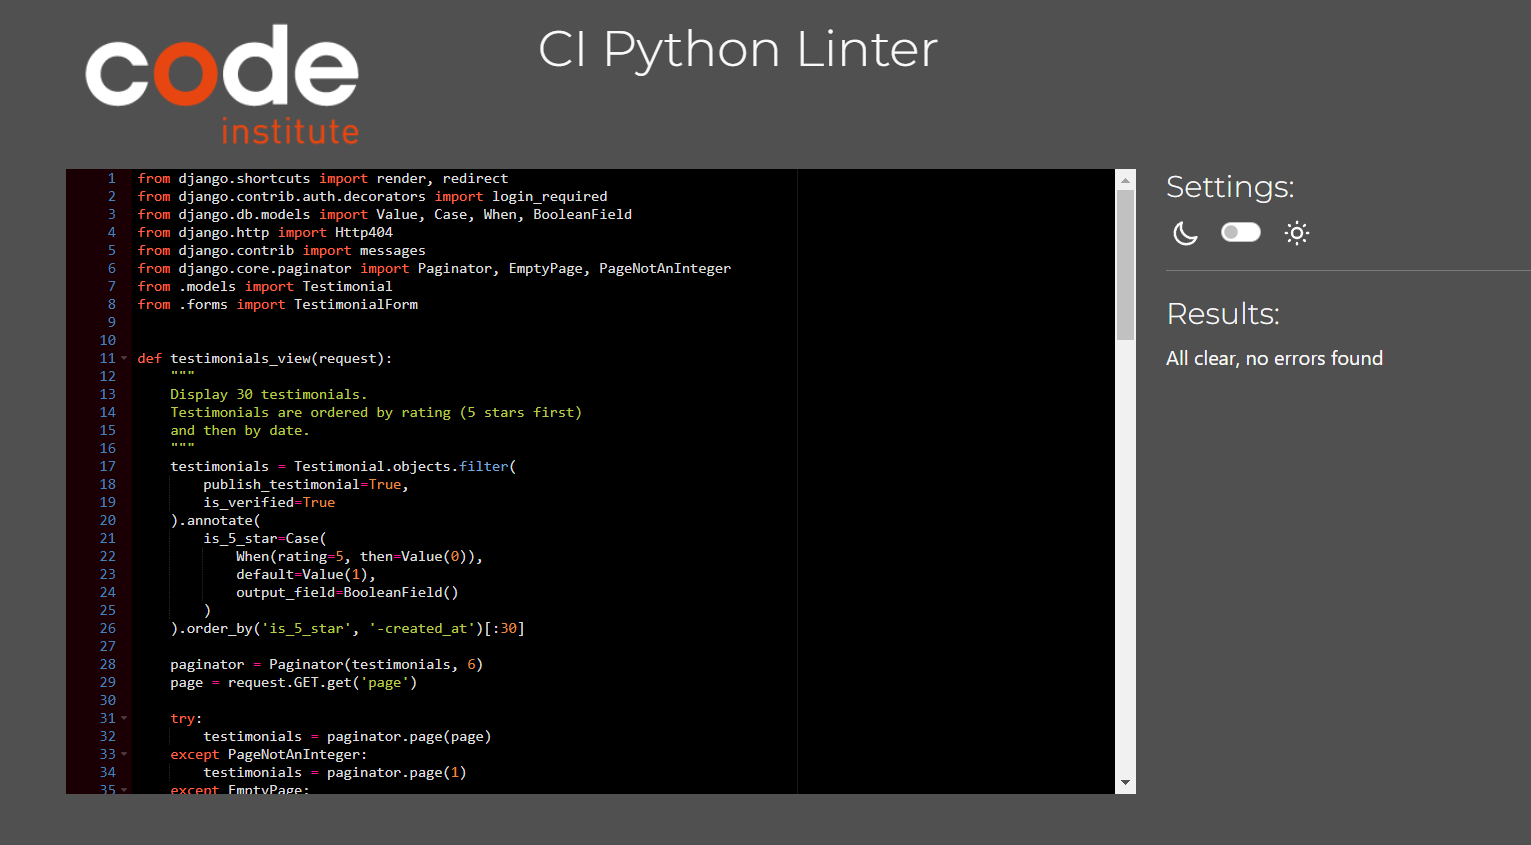 code
institute
CI Python Linter
1 from django.shortcuts import render, redirect
2 from django.contrib.auth.decorators import login_required
3 from django.db.models import Value, Case, When, BooleanField
4 from django.http import Http404
5 from django.contrib import messages
6 from django.core.paginator import Paginator, EmptyPage, PageNotAnInteger
7 from .models import Testimonial
8 from .forms import TestimonialForm
9
10
11 def testimonials_view(request):
12     """
13     Display 30 testimonials.
14     Testimonials are ordered by rating (5 stars first)
15     and then by date.
16     """
17     testimonials = Testimonial.objects.filter(
18         publish_testimonial=True,
19         is_verified=True
20     ).annotate(
21         is_5_star=Case(
22             When(rating=5, then=Value(0)),
23             default=Value(1),
24             output_field=BooleanField()
25         )
26     ).order_by('is_5_star', '-created_at')[:30]
27
28     paginator = Paginator(testimonials, 6)
29     page = request.GET.get('page')
30
31     try:
32         testimonials = paginator.page(page)
33     except PageNotAnInteger:
34         testimonials = paginator.page(1)
35     except EmptyPage:
Settings:
Results:
All clear, no errors found